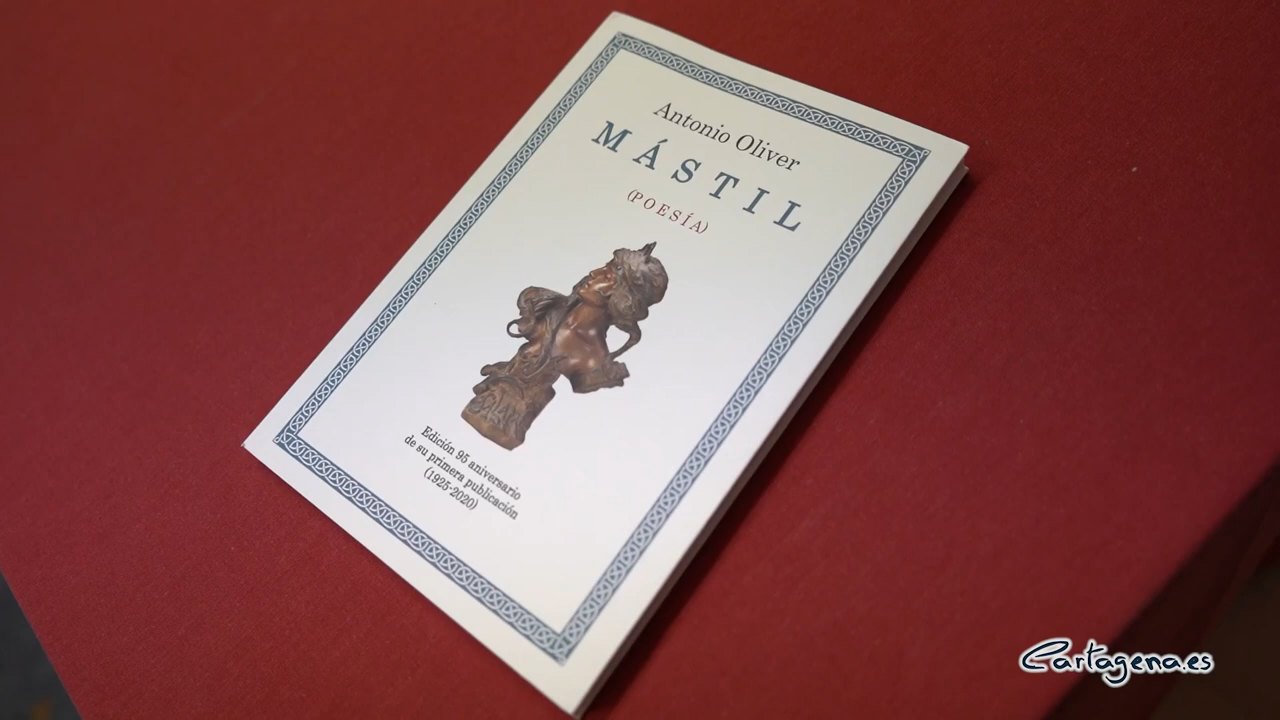 Antonio Oliver
MÁSTIL
(POESÍA)
Edición 95 aniversario
de su primera publicación
(1925-2020)
Cartagena.es